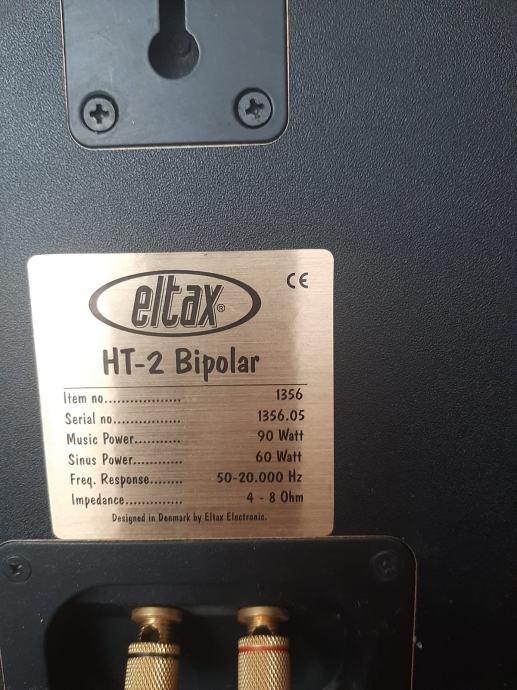 eltax®
CE
HT-2 Bipolar
Item no.................. 1356
Serial no................ 1356.05
Music Power........... 90 Watt
Sinus Power............ 60 Watt
Freq. Response........ 50-20.000 Hz
Impedance.............. 4 - 8 Ohm
Designed in Denmark by Eltax Electronic.